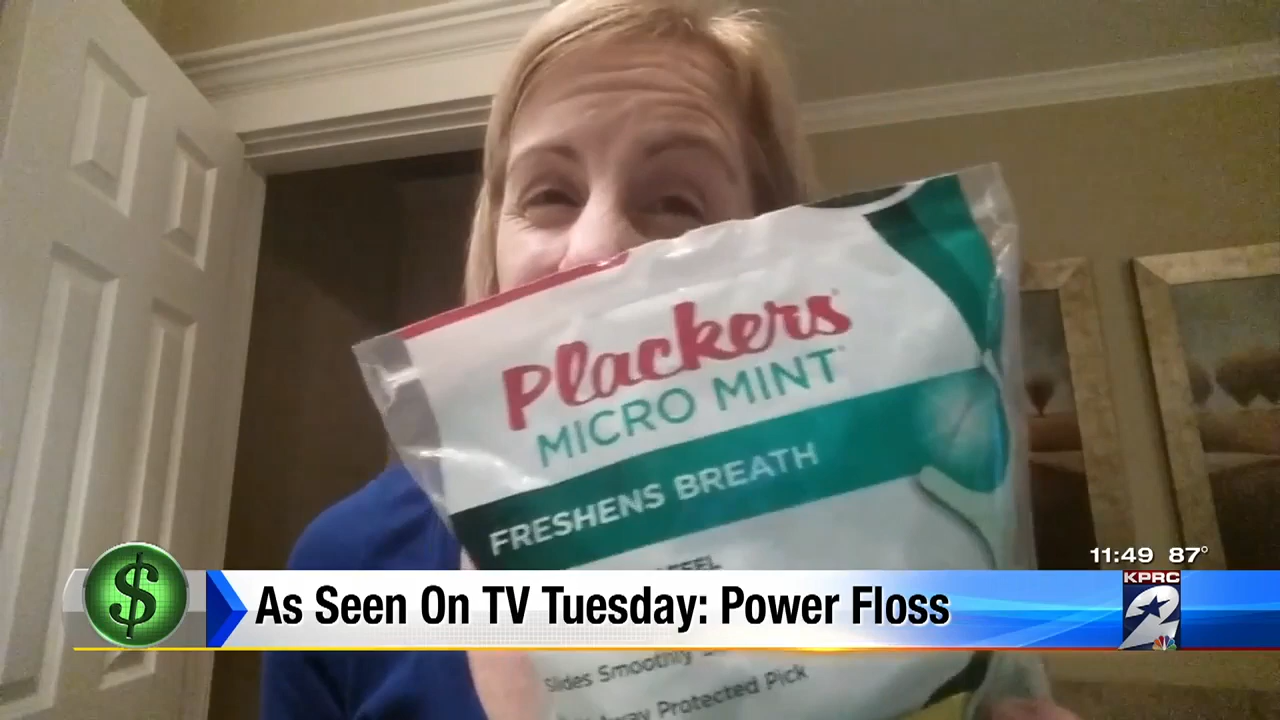 Plackers
MICRO MINT
FRESHENS BREATH
11:49 87°
KPRC
2
$
As Seen On TV Tuesday: Power Floss
Slides Smoothly
Away Protected Pick